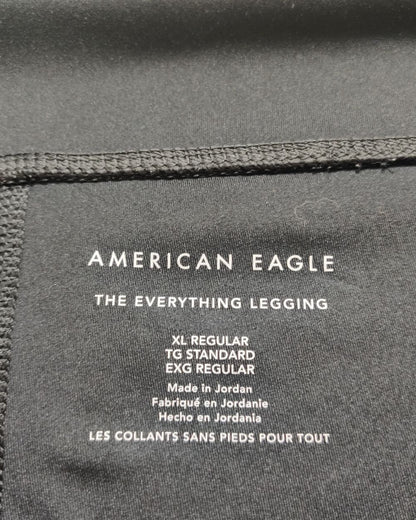 AMERICAN EAGLE
THE EVERYTHING LEGGING
XL REGULAR
TG STANDARD
EXG REGULAR
Made in Jordan
Fabriqué en Jordanie
Hecho en Jordania
LES COLLANTS SANS PIEDS POUR TOUT